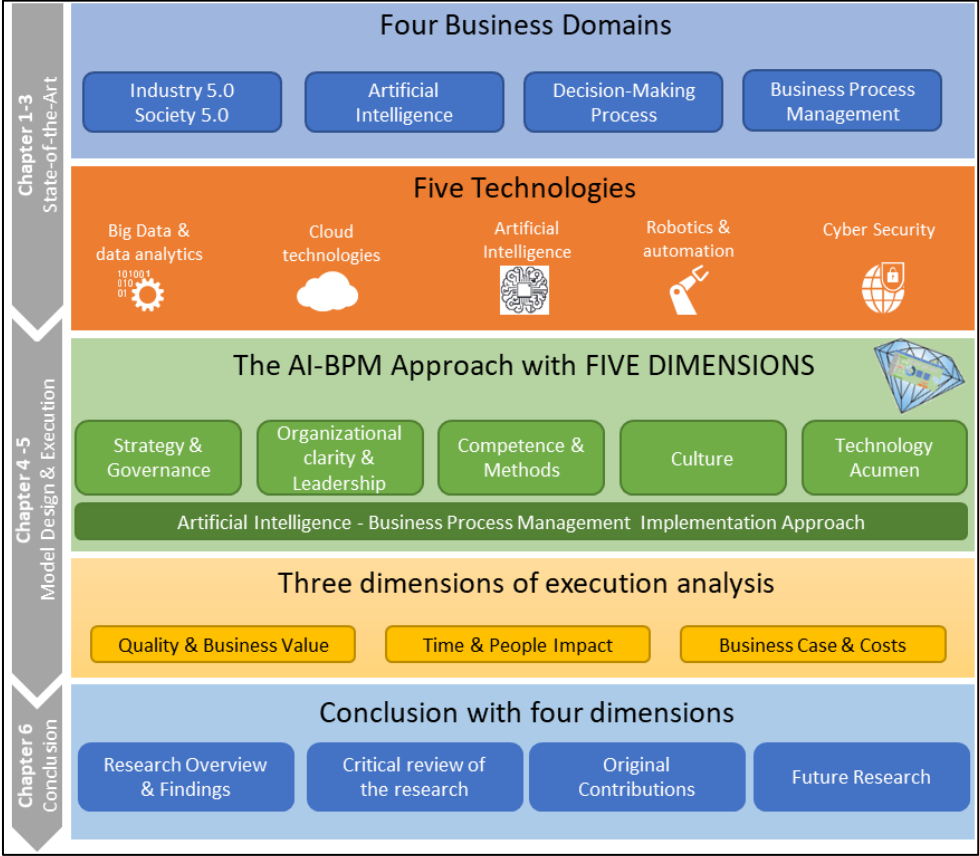 Chapter 1-3
State-of-the-Art
Four Business Domains
Industry 5.0
Society 5.0
Artificial
Intelligence
Decision-Making
Process
Business Process
Management
Five Technologies
Big Data &
data analytics
101001
010
01
Cloud
technologies
Artificial
Intelligence
Robotics &
automation
Cyber Security
Chapter 4 -5
Model Design & Execution
The AI-BPM Approach with FIVE DIMENSIONS
Strategy &
Governance
Organizational
clarity &
Leadership
Competence &
Methods
Culture
Technology
Acumen
Artificial Intelligence - Business Process Management Implementation Approach
Three dimensions of execution analysis
Quality & Business Value
Time & People Impact
Business Case & Costs
Chapter 6
Conclusion
Conclusion with four dimensions
Research Overview
& Findings
Critical review of
the research
Original
Contributions
Future Research